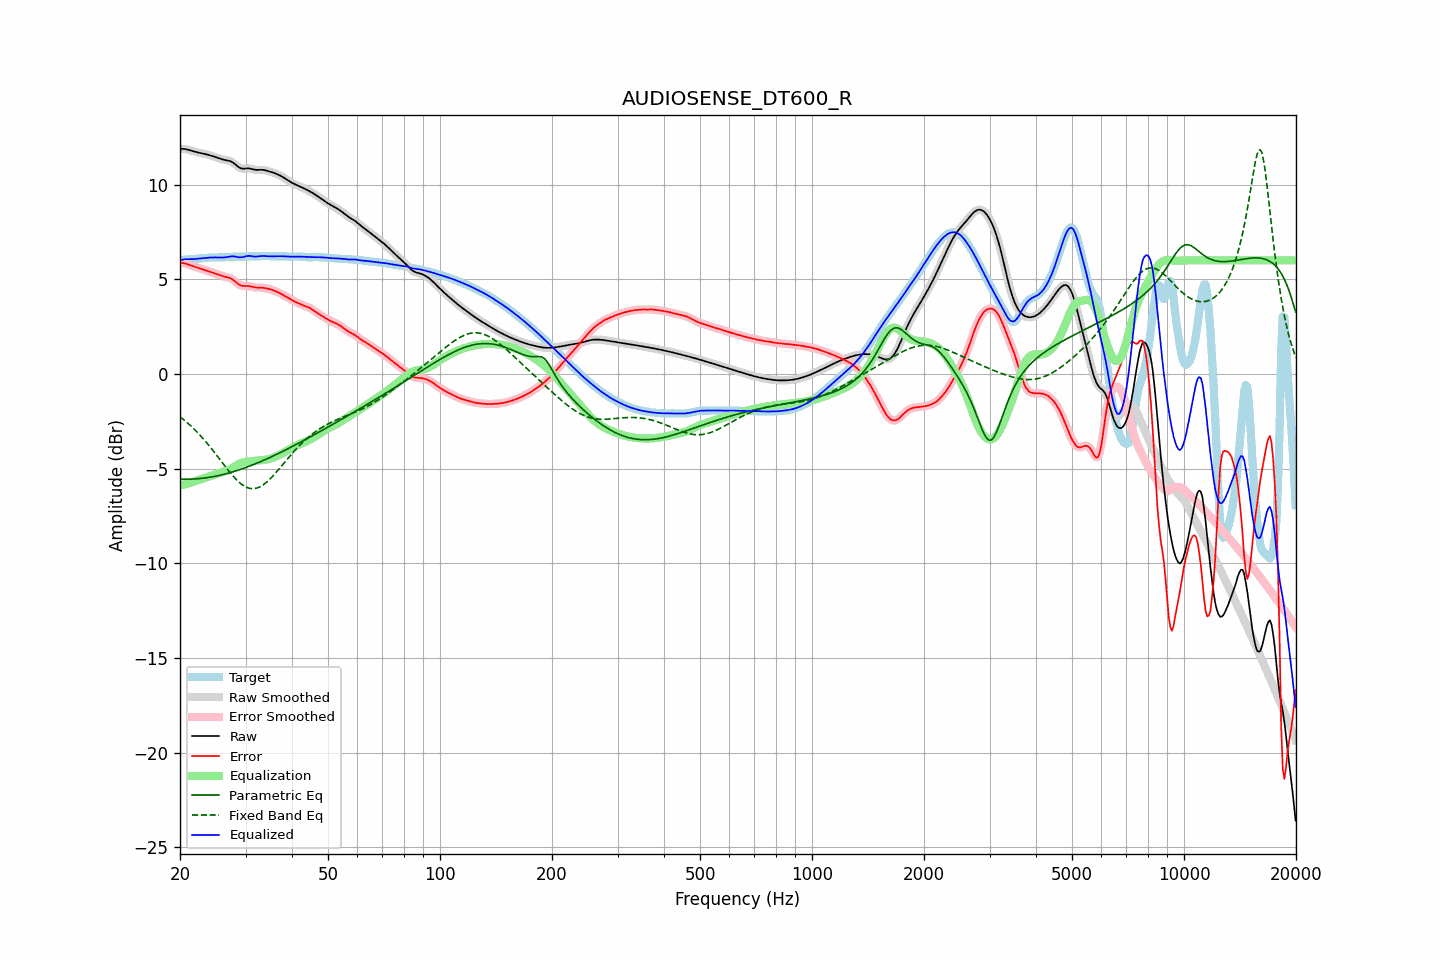 AUDIOSENSE_DT600_R
Amplitude (dBr)
10
5
0
−5
−10
−15
−20
−25
Target
Raw Smoothed
Error Smoothed
Raw
Error
Equalization
Parametric Eq
Fixed Band Eq
Equalized
20 50 100 200 500 1000 2000 5000 10000 20000
Frequency (Hz)